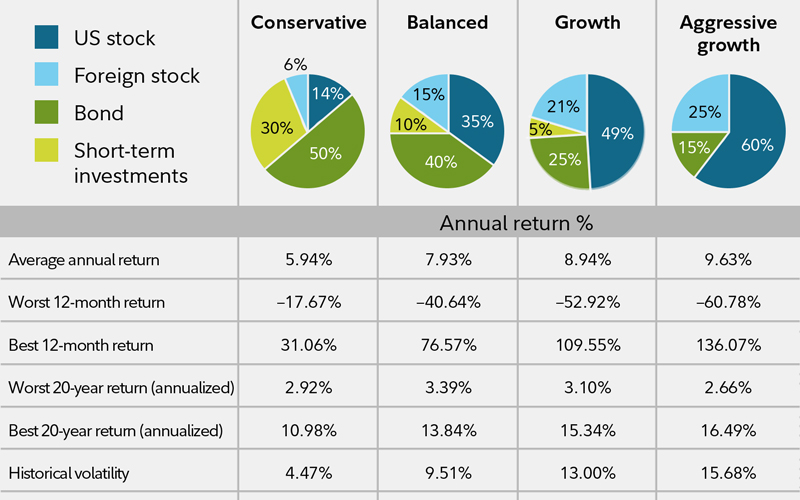 US stock
Foreign stock
Bond
Short-term
investments
Conservative
6%
14%
30%
50%
Balanced
15%
35%
10%
40%
Growth
21%
49%
5%
25%
Aggressive
growth
25%
60%
15%
Annual return %
Average annual return 5.94% 7.93% 8.94% 9.63%
Worst 12-month return –17.67% –40.64% –52.92% –60.78%
Best 12-month return 31.06% 76.57% 109.55% 136.07%
Worst 20-year return (annualized) 2.92% 3.39% 3.10% 2.66%
Best 20-year return (annualized) 10.98% 13.84% 15.34% 16.49%
Historical volatility 4.47% 9.51% 13.00% 15.68%